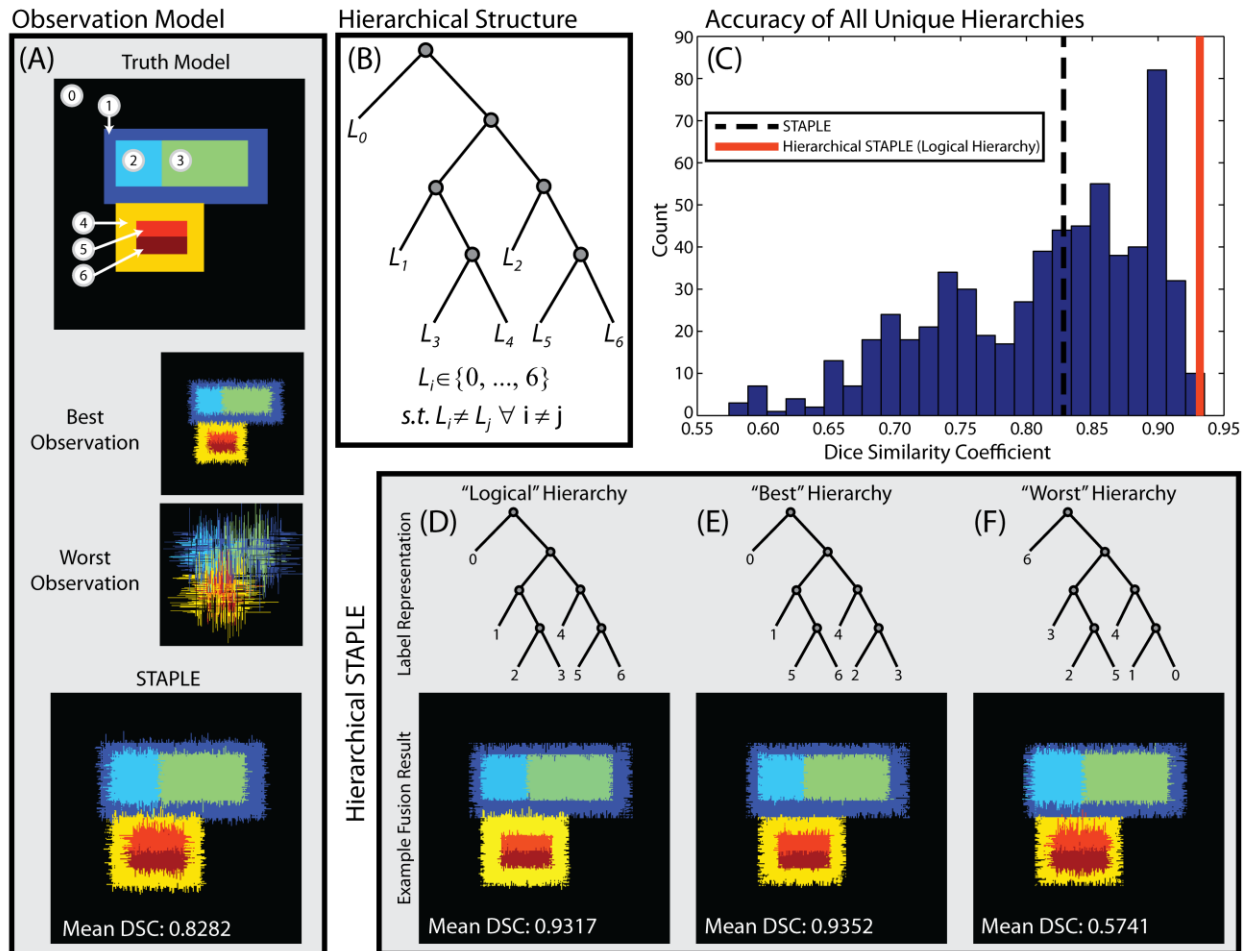 Observation Model
(A)
Truth Model
0
1
2
3
4
5
6
Best
Observation
Worst
Observation
STAPLE
Mean DSC: 0.8282
Hierarchical Structure
(B)
L0
L1
L2
L3
L4
L5
L6
Li∈{0, ..., 6}
s.t. Li ≠ Lj ∀ i ≠ j
Accuracy of All Unique Hierarchies
(C)
90
80
70
60
50
40
30
20
10
0
Count
STAPLE
Hierarchical STAPLE (Logical Hierarchy)
0.55
0.60
0.65
0.70
0.75
0.80
0.85
0.90
0.95
Dice Similarity Coefficient
Hierarchical STAPLE
Label Representation
Example Fusion Result
"Logical" Hierarchy
(D)
0
1
4
2
3
5
6
Mean DSC: 0.9317
"Best" Hierarchy
(E)
0
1
4
5
6
2
3
Mean DSC: 0.9352
"Worst" Hierarchy
(F)
6
3
4
2
5
1
0
Mean DSC: 0.5741